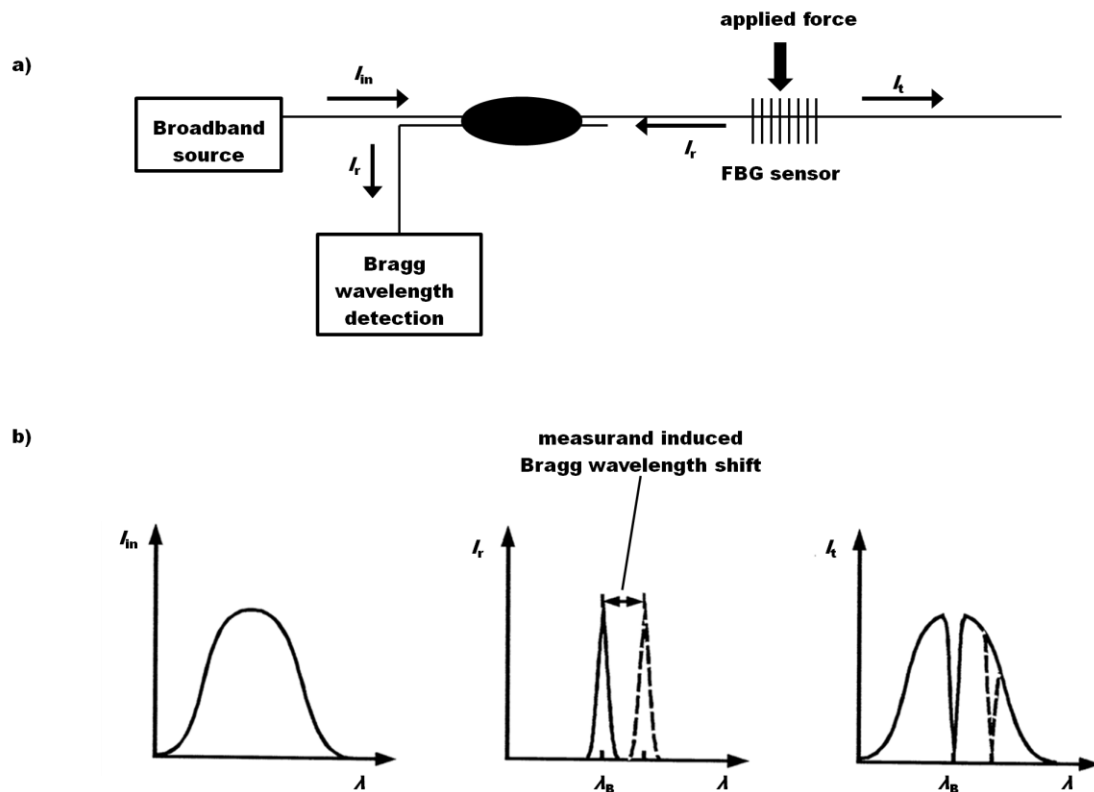 a)
applied force
I_in
I_t
Broadband
source
I_r
I_r
FBG sensor
Bragg
wavelength
detection
b)
measurand induced
Bragg wavelength shift
I_in
I_r
I_t
λ
λ_B
λ
λ_B
λ